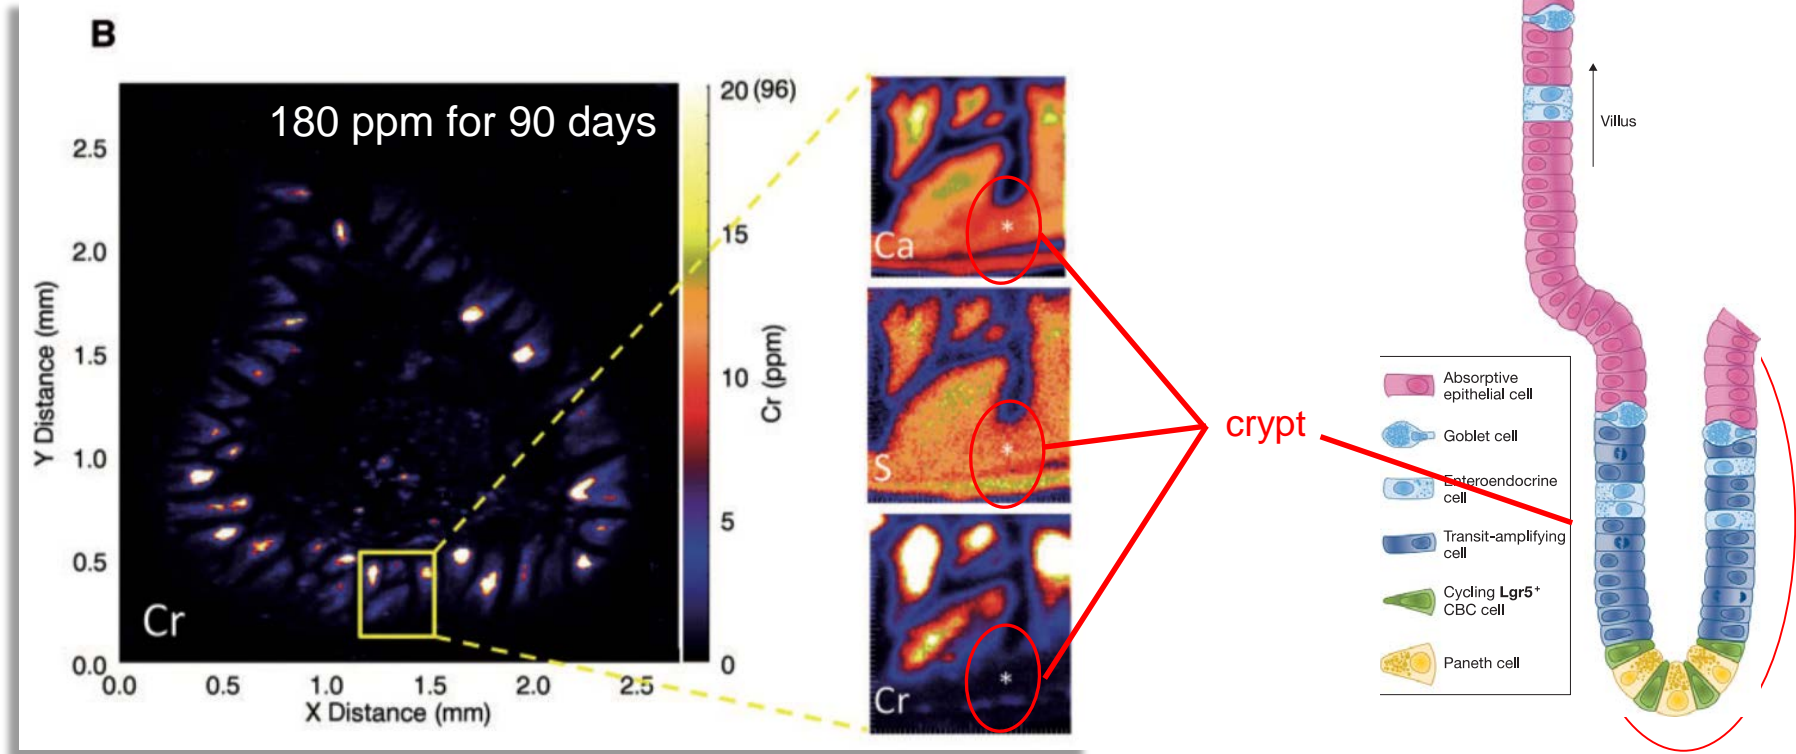 B
180 ppm for 90 days
20 (96)
15
10
5
0
Cr (ppm)
Y Distance (mm)
2.5
2.0
1.5
1.0
0.5
0.0
0.0 0.5 1.0 1.5 2.0 2.5
X Distance (mm)
Cr
Ca
*
S
*
Cr
*
crypt
Villus
Absorptive
epithelial cell
Goblet cell
Enteroendocrine
cell
Transit-amplifying
cell
Cycling Lgr5+
CBC cell
Paneth cell